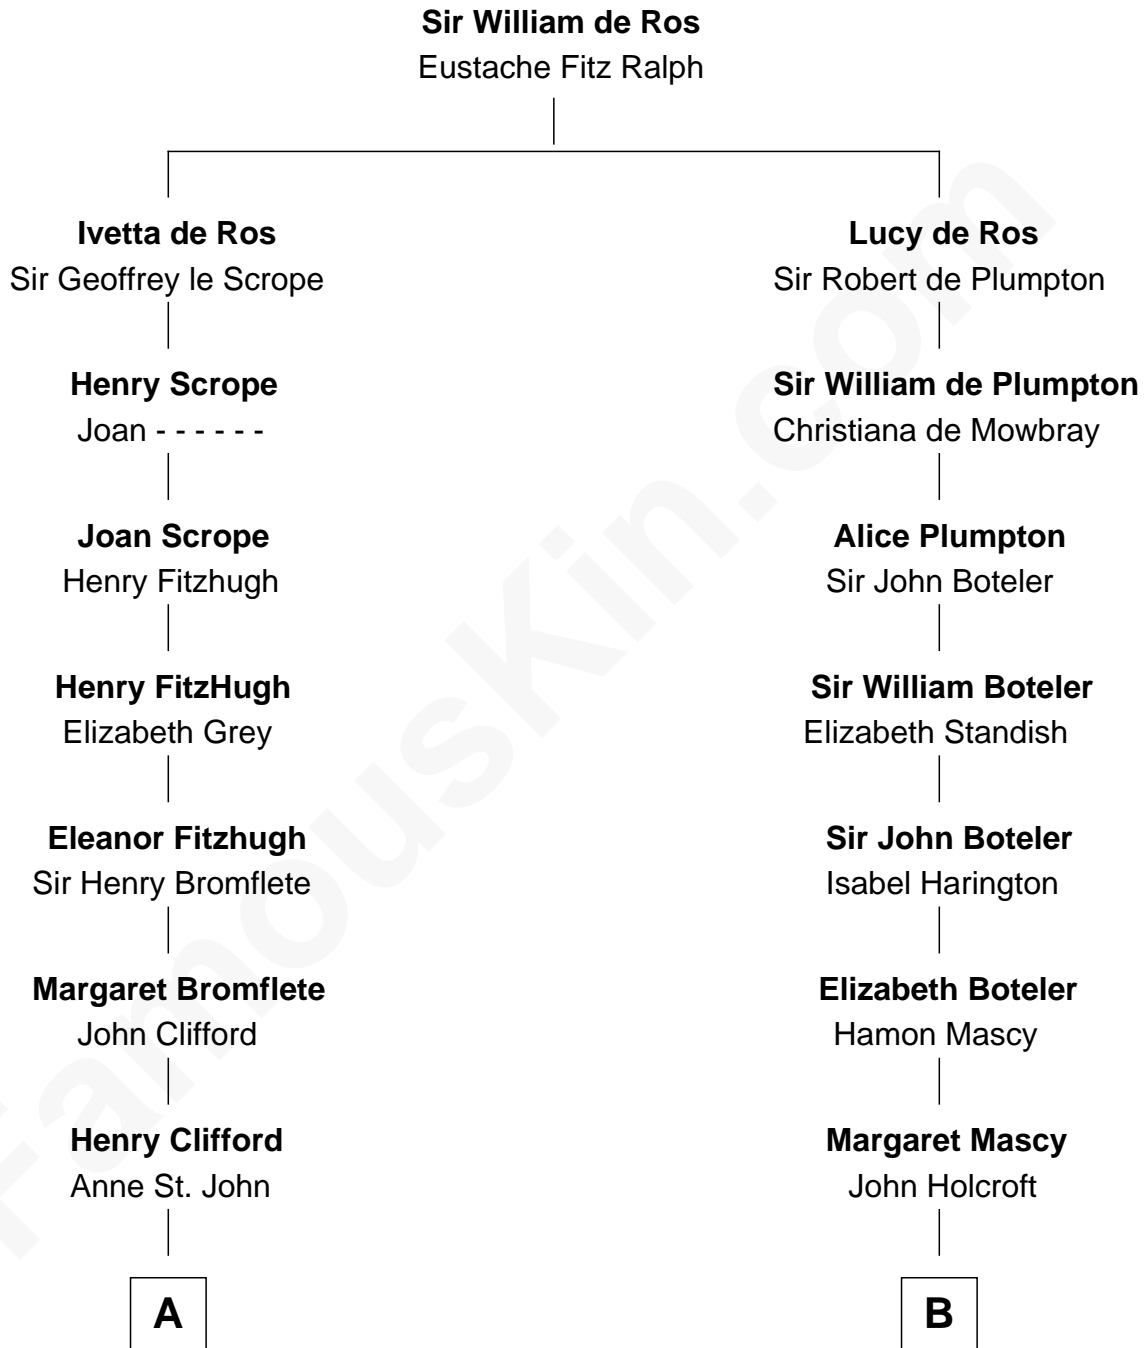 Sir William de Ros
Eustache Fitz Ralph
Ivetta de Ros
Sir Geoffrey le Scrope
Lucy de Ros
Sir Robert de Plumpton
Henry Scrope
Joan - - - - - -
Sir William de Plumpton
Christiana de Mowbray
Joan Scrope
Henry Fitzhugh
Alice Plumpton
Sir John Boteler
Henry FitzHugh
Elizabeth Grey
Sir William Boteler
Elizabeth Standish
Eleanor Fitzhugh
Sir Henry Bromflete
Sir John Boteler
Isabel Harington
Margaret Bromflete
John Clifford
Elizabeth Boteler
Hamon Mascy
Henry Clifford
Anne St. John
Margaret Mascy
John Holcroft
A
B
FamousKin.com